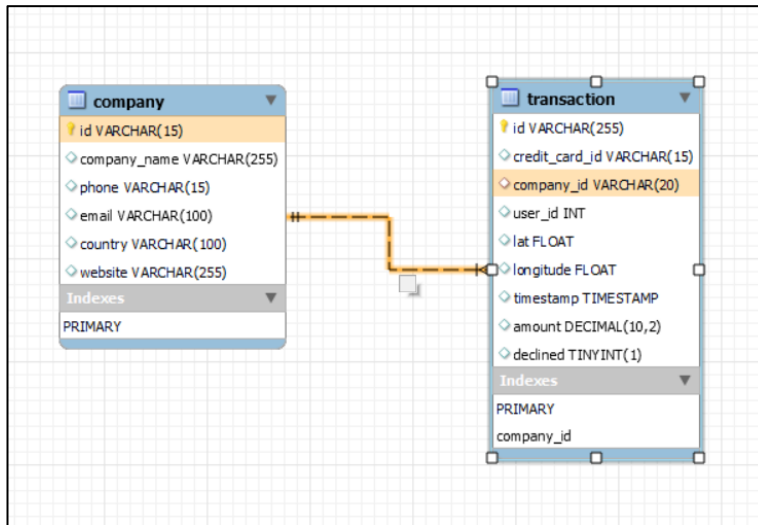 company
id VARCHAR(15)
company_name VARCHAR(255)
phone VARCHAR(15)
email VARCHAR(100)
country VARCHAR(100)
website VARCHAR(255)
Indexes
PRIMARY
transaction
id VARCHAR(255)
credit_card_id VARCHAR(15)
company_id VARCHAR(20)
user_id INT
lat FLOAT
longitude FLOAT
timestamp TIMESTAMP
amount DECIMAL(10,2)
declined TINYINT(1)
Indexes
PRIMARY
company_id